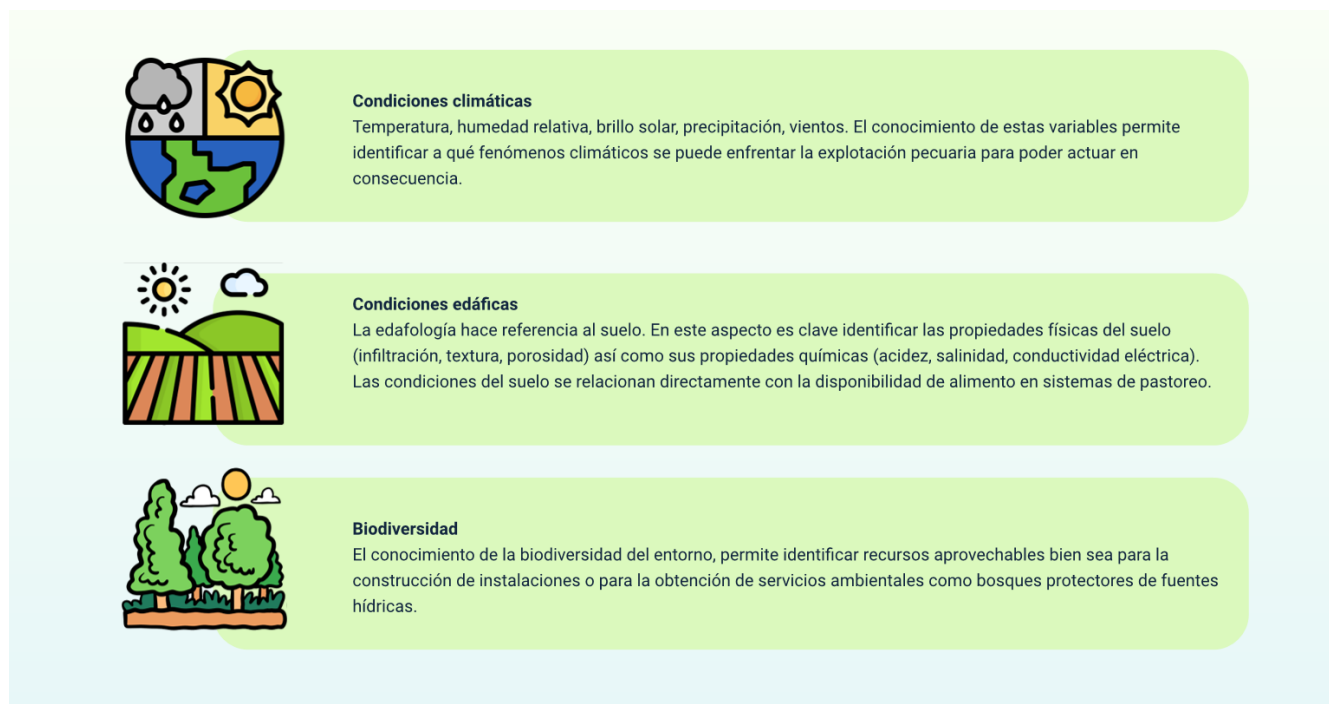 Condiciones climáticas
Temperatura, humedad relativa, brillo solar, precipitación, vientos. El conocimiento de estas variables permite
identificar a qué fenómenos climáticos se puede enfrentar la explotación pecuaria para poder actuar en
consecuencia.
Condiciones edáficas
La edafología hace referencia al suelo. En este aspecto es clave identificar las propiedades físicas del suelo
(infiltración, textura, porosidad) así como sus propiedades químicas (acidez, salinidad, conductividad eléctrica).
Las condiciones del suelo se relacionan directamente con la disponibilidad de alimento en sistemas de pastoreo.
Biodiversidad
El conocimiento de la biodiversidad del entorno, permite identificar recursos aprovechables bien sea para la
construcción de instalaciones o para la obtención de servicios ambientales como bosques protectores de fuentes
hídricas.